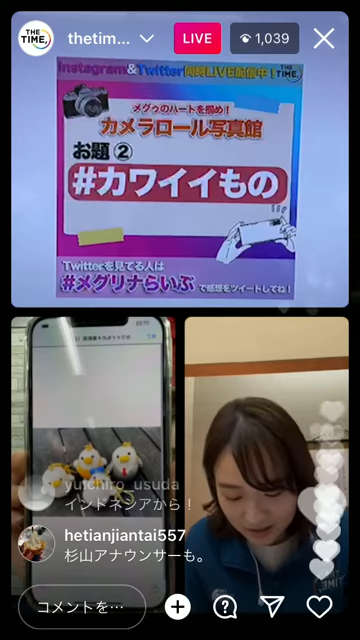 THE TIME,
thetim...
LIVE
1,039
Instagram&Twitter同時LIVE配信中!
THE TIME,
メグゥのハートを掴め!
カメラロール写真館
お題②
#カワイイもの
Twitterを見てる人は
#メグリナらいぶ で感想をツイートしてね!
yuichiro_usuda
インドネシアから!
hetianjiantai557
杉山アナウンサーも。
コメントを…